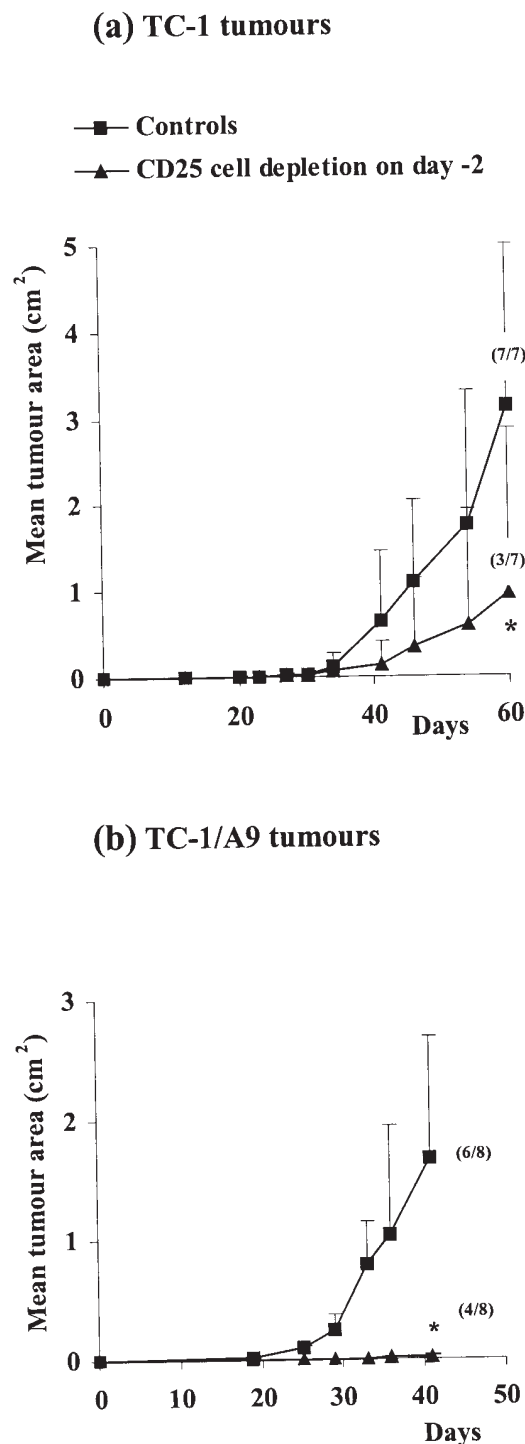 (a) TC-1 tumours
Controls
CD25 cell depletion on day -2
Mean tumour area (cm²)
5
4
3
2
1
0
(7/7)
(3/7)
*
0 20 40 60
Days
(b) TC-1/A9 tumours
Mean tumour area (cm²)
3
2
1
0
(6/8)
(4/8)
*
0 10 20 30 40 50
Days